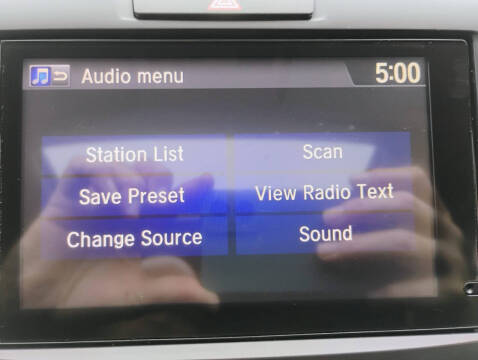 Audio menu 5:00
Station List Scan
Save Preset View Radio Text
Change Source Sound